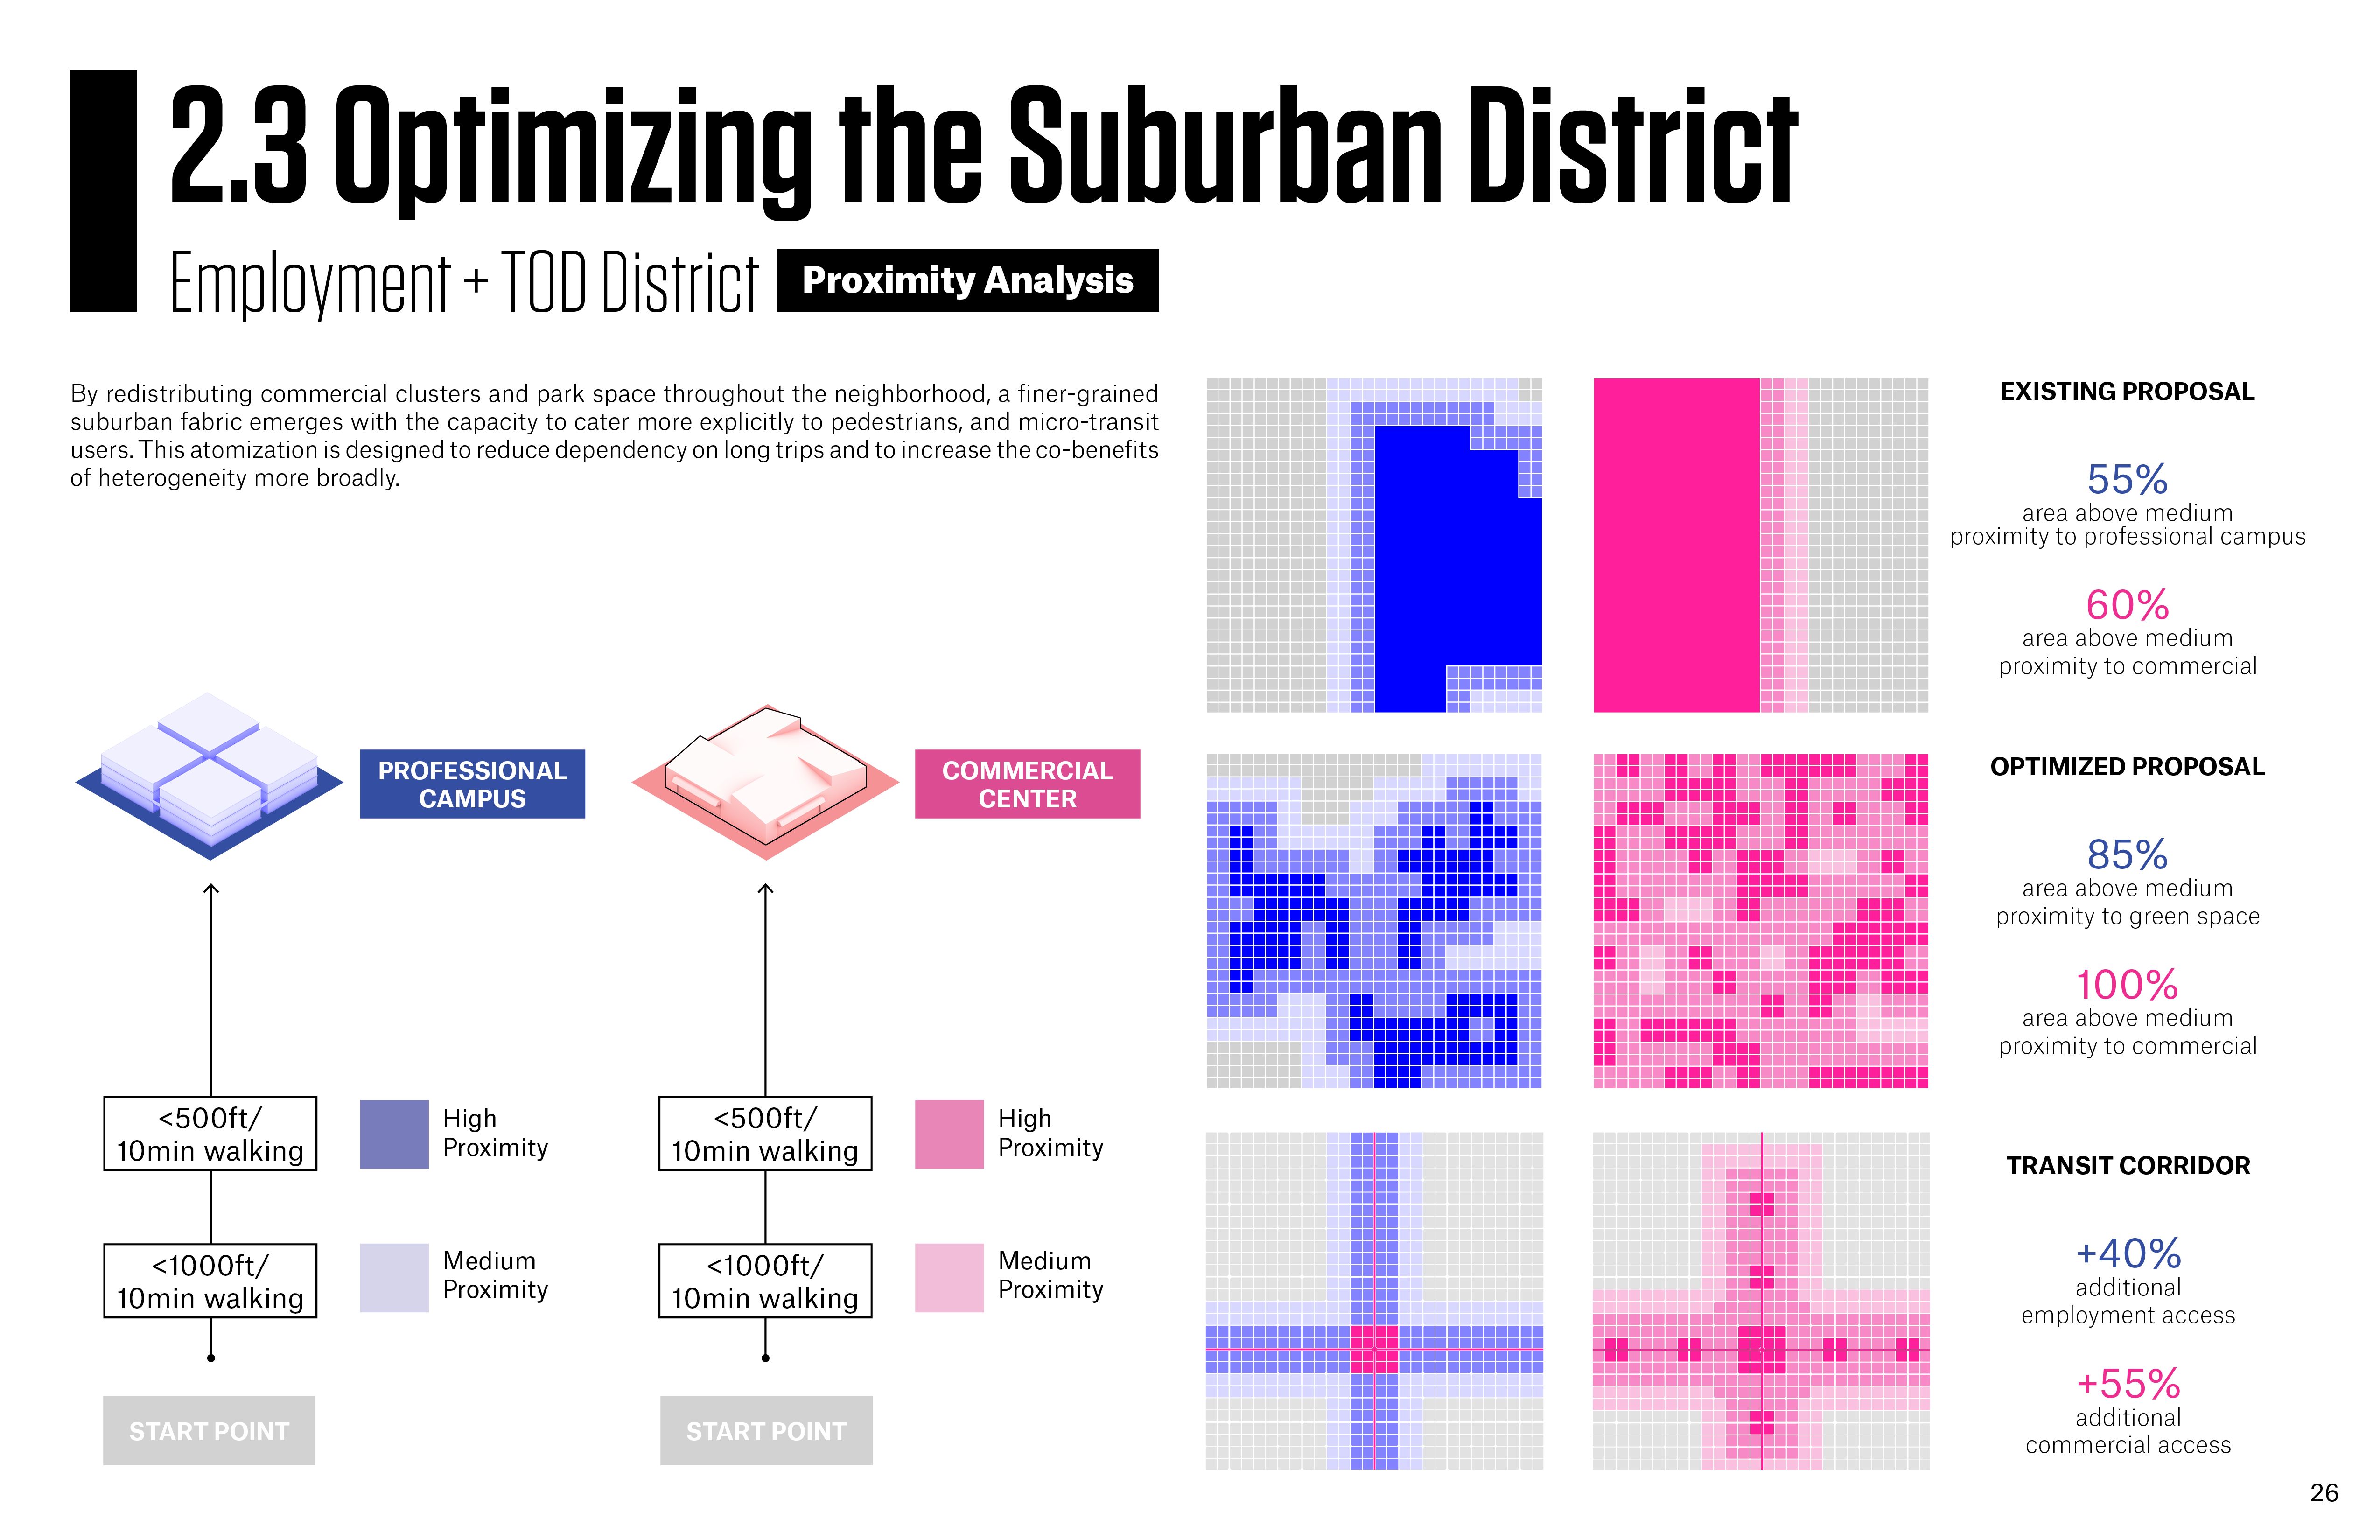 2.3 Optimizing the Suburban District
Employment + TOD District
Proximity Analysis
By redistributing commercial clusters and park space throughout the neighborhood, a finer-grained
suburban fabric emerges with the capacity to cater more explicitly to pedestrians, and micro-transit
users. This atomization is designed to reduce dependency on long trips and to increase the co-benefits
of heterogeneity more broadly.
PROFESSIONAL
CAMPUS
<500ft/
10min walking
High
Proximity
<1000ft/
10min walking
Medium
Proximity
START POINT
COMMERCIAL
CENTER
<500ft/
10min walking
High
Proximity
<1000ft/
10min walking
Medium
Proximity
START POINT
EXISTING PROPOSAL
55%
area above medium
proximity to professional campus
60%
area above medium
proximity to commercial
OPTIMIZED PROPOSAL
85%
area above medium
proximity to green space
100%
area above medium
proximity to commercial
TRANSIT CORRIDOR
+40%
additional
employment access
+55%
additional
commercial access
26